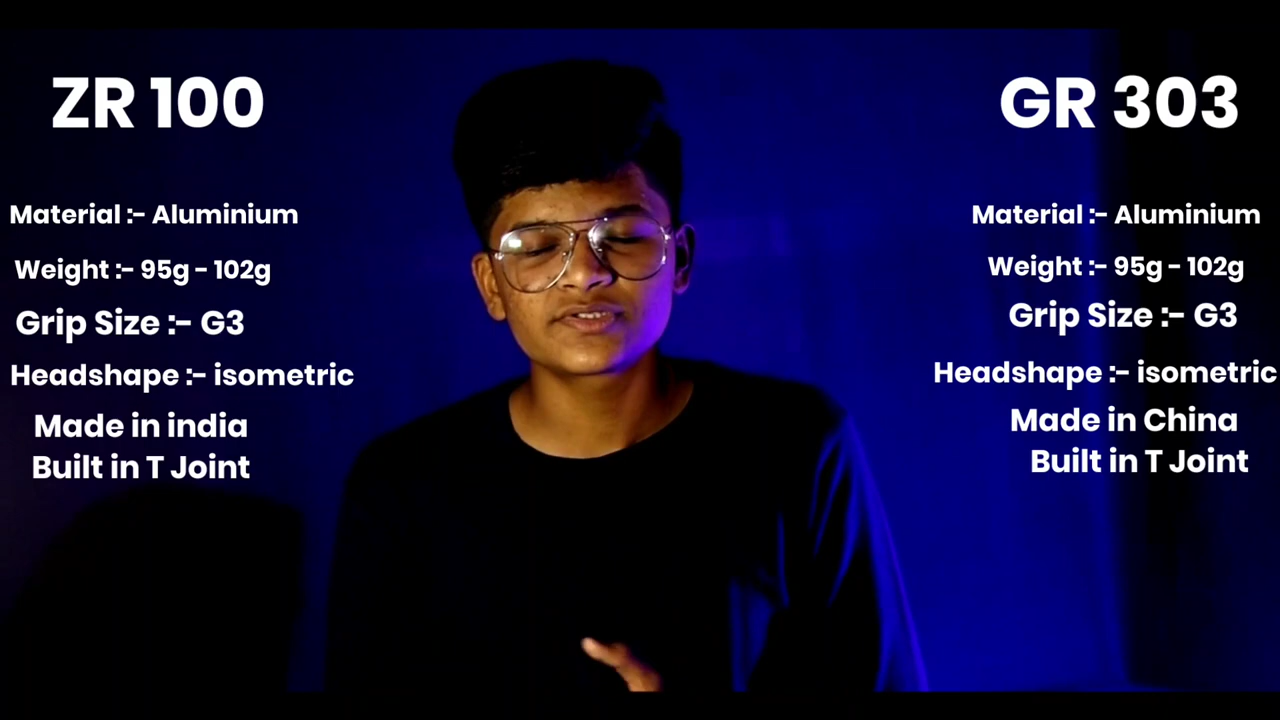 ZR 100
Material :- Aluminium
Weight :- 95g - 102g
Grip Size :- G3
Headshape :- isometric
Made in india
Built in T Joint
GR 303
Material :- Aluminium
Weight :- 95g - 102g
Grip Size :- G3
Headshape :- isometric
Made in China
Built in T Joint